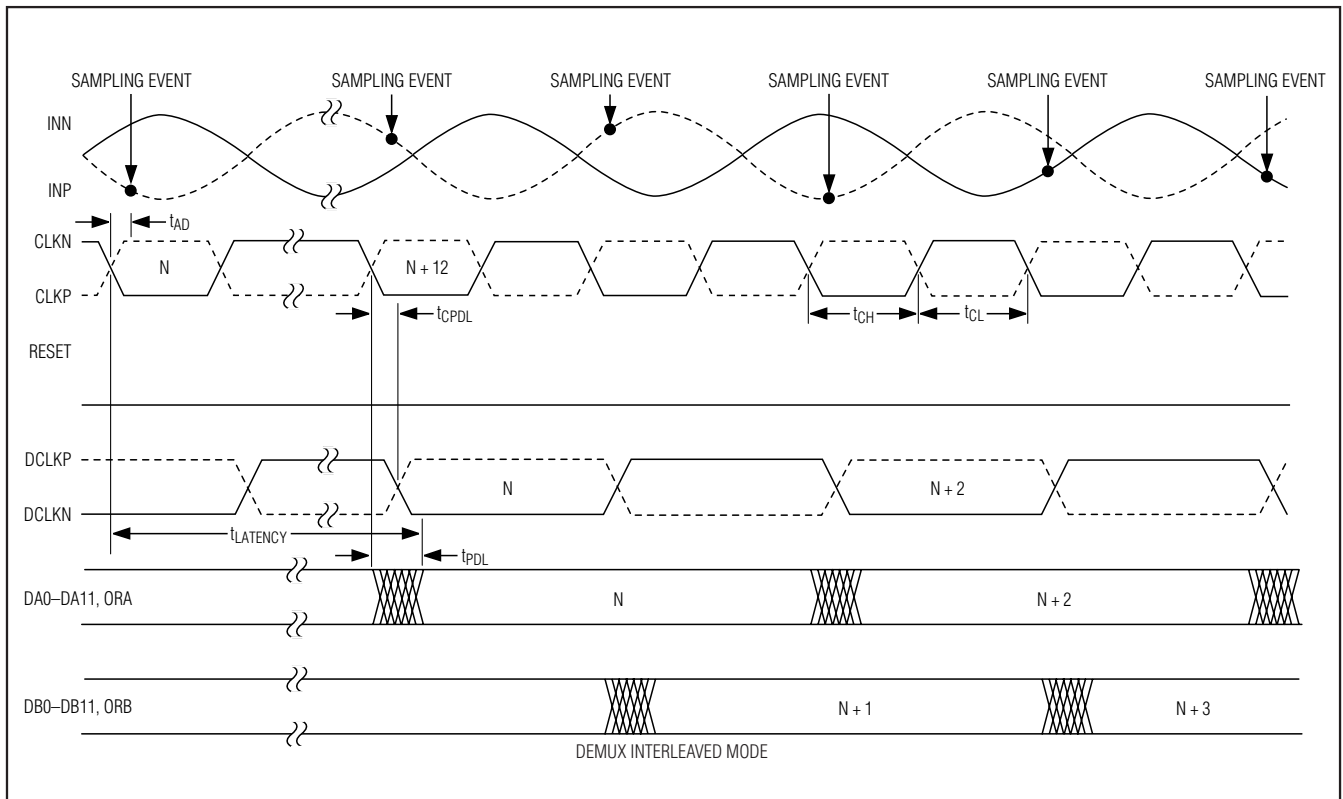 SAMPLING EVENT SAMPLING EVENT SAMPLING EVENT SAMPLING EVENT SAMPLING EVENT SAMPLING EVENT
INN
INP
tAD
CLKN
N N + 12
CLKP
tCPDL tCH tCL
RESET
DCLKP
N N + 2
DCLKN
tLATENCY
tPDL
DA0–DA11, ORA N N + 2
DB0–DB11, ORB N + 1 N + 3
DEMUX INTERLEAVED MODE